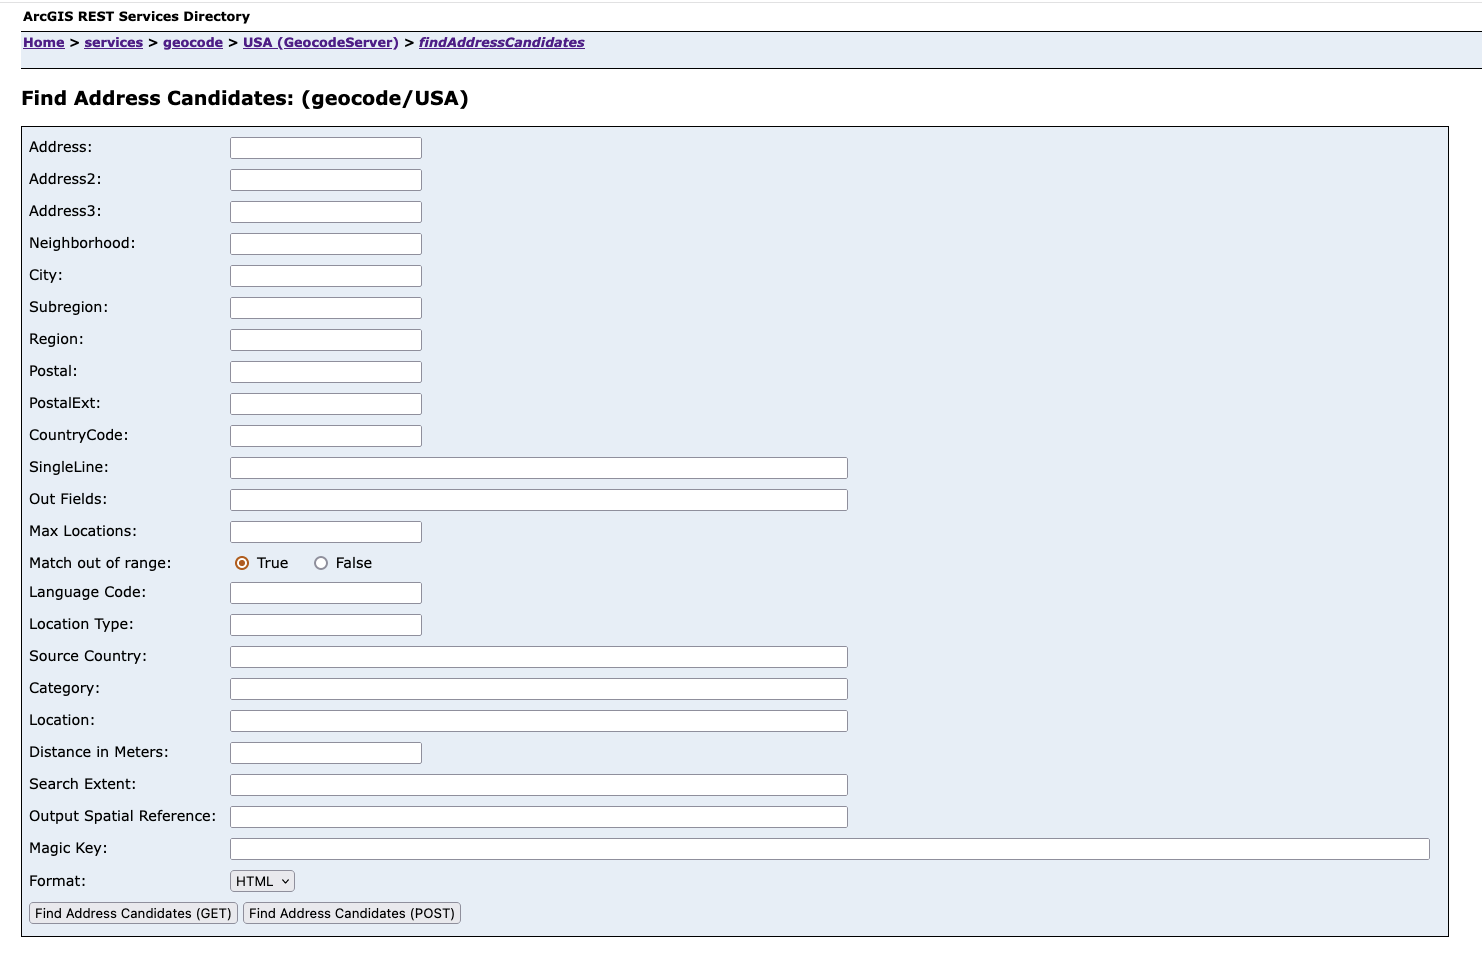 ArcGIS REST Services Directory
Home > services > geocode > USA (GeocodeServer) > findAddressCandidates
Find Address Candidates: (geocode/USA)
Address:
Address2:
Address3:
Neighborhood:
City:
Subregion:
Region:
Postal:
PostalExt:
CountryCode:
SingleLine:
Out Fields:
Max Locations:
Match out of range: True False
Language Code:
Location Type:
Source Country:
Category:
Location:
Distance in Meters:
Search Extent:
Output Spatial Reference:
Magic Key:
Format: HTML
Find Address Candidates (GET) Find Address Candidates (POST)